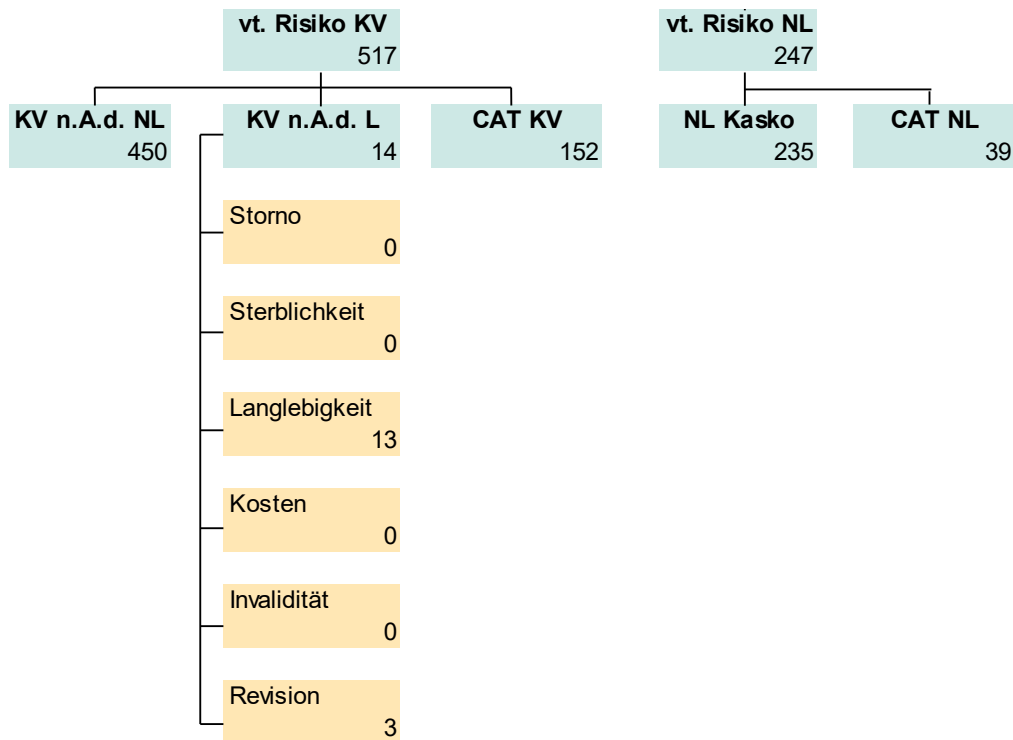 vt. Risiko KV
517
vt. Risiko NL
247
KV n.A.d. NL
450
KV n.A.d. L
14
CAT KV
152
NL Kasko
235
CAT NL
39
Storno
0
Sterblichkeit
0
Langlebigkeit
13
Kosten
0
Invalidität
0
Revision
3